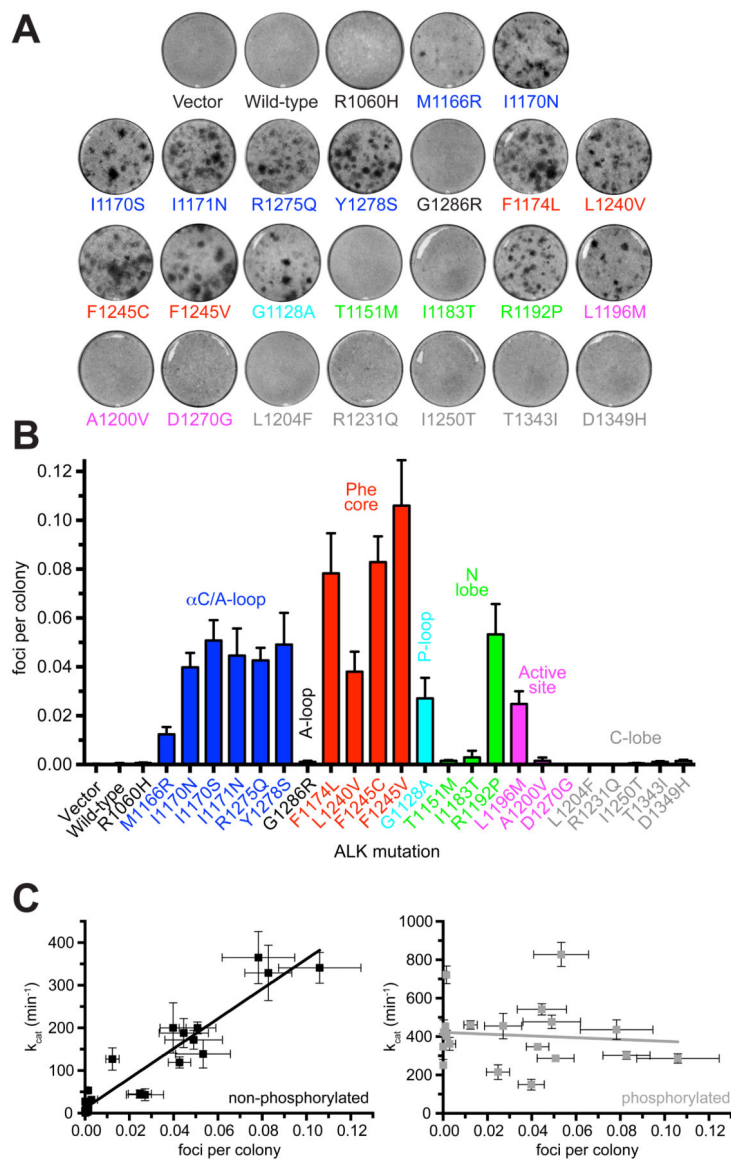 A
Vector Wild-type R1060H M1166R I1170N
I1170S I1171N R1275Q Y1278S G1286R F1174L L1240V
F1245C F1245V G1128A T1151M I1183T R1192P L1196M
A1200V D1270G L1204F R1231Q I1250T T1343I D1349H
B
foci per colony
0.12
0.10
0.08
0.06
0.04
0.02
0.00
αC/A-loop
A-loop
Phe
core
P-loop
N
lobe
Active
site
C-lobe
Vector
Wild-type
R1060H
M1166R
I1170N
I1170S
I1171N
R1275Q
Y1278S
G1286R
F1174L
L1240V
F1245C
F1245V
G1128A
T1151M
I1183T
R1192P
L1196M
A1200V
D1270G
L1204F
R1231Q
I1250T
T1343I
D1349H
ALK mutation
C
kcat (min⁻¹)
400
300
200
100
0
non-phosphorylated
0.00 0.02 0.04 0.06 0.08 0.10 0.12
foci per colony
kcat (min⁻¹)
1000
800
600
400
200
0
phosphorylated
0.00 0.02 0.04 0.06 0.08 0.10 0.12
foci per colony